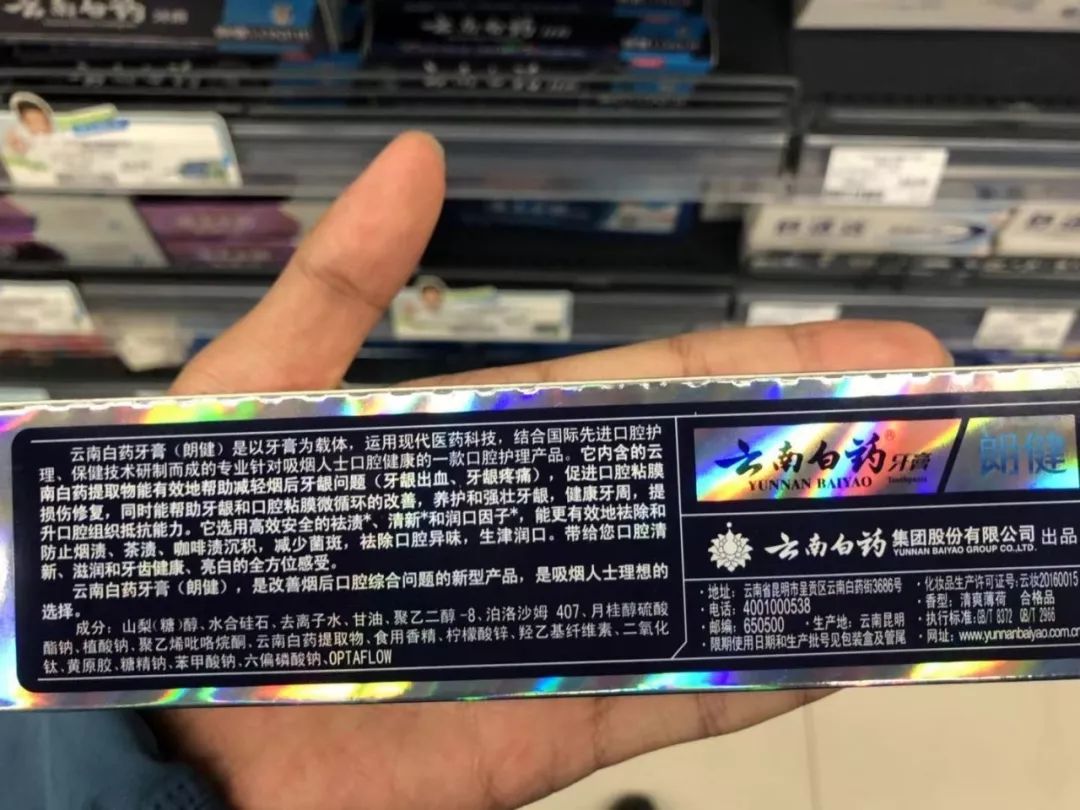 云南白药
云南白药
云南白药牙膏（朗健）是以牙膏为载体，运用现代医药科技，结合国际先进口腔护
理、保健技术研制而成的专业针对吸烟人士口腔健康的一款口腔护理产品。它内含的云
南白药提取物能有效地帮助减轻烟后牙龈问题（牙龈出血、牙龈疼痛），促进口腔粘膜
损伤修复，同时能帮助牙龈和口腔粘膜微循环的改善，养护和强壮牙龈，健康牙周，提
升口腔组织抵抗能力。它选用高效安全的祛渍*、清新*和润口因子*，能更有效地祛除和
防止烟渍、茶渍、咖啡渍沉积，减少菌斑，祛除口腔异味，生津润口。带给您口腔清
新、滋润和牙齿健康、亮白的全方位感受。
云南白药牙膏（朗健），是改善烟后口腔综合问题的新型产品，是吸烟人士理想的
选择。
成分：山梨（糖）醇、水合硅石、去离子水、甘油、聚乙二醇-8、泊洛沙姆 407、月桂醇硫酸
酯钠、植酸钠、聚乙烯吡咯烷酮、云南白药提取物、食用香精、柠檬酸锌、羟乙基纤维素、二氧化
钛、黄原胶、糖精钠、苯甲酸钠、六偏磷酸钠、OPTAFLOW
云南白药®牙膏
YUNNAN BAIYAO Toothpaste
朗健
云南白药集团股份有限公司 出品
YUNNAN BAIYAO GROUP CO.,LTD.
·地址：云南省昆明市呈贡区云南白药街3686号
·电话：4001000538
·邮编：650500 ·生产地：云南昆明
·限期使用日期和生产批号见包装盒及管尾
·化妆品生产许可证号：云妆20160015
·香型：清爽薄荷 合格品
·执行标准：GB/T 8372 QB/T 2966
·网址：www.yunnanbaiyao.com.cn